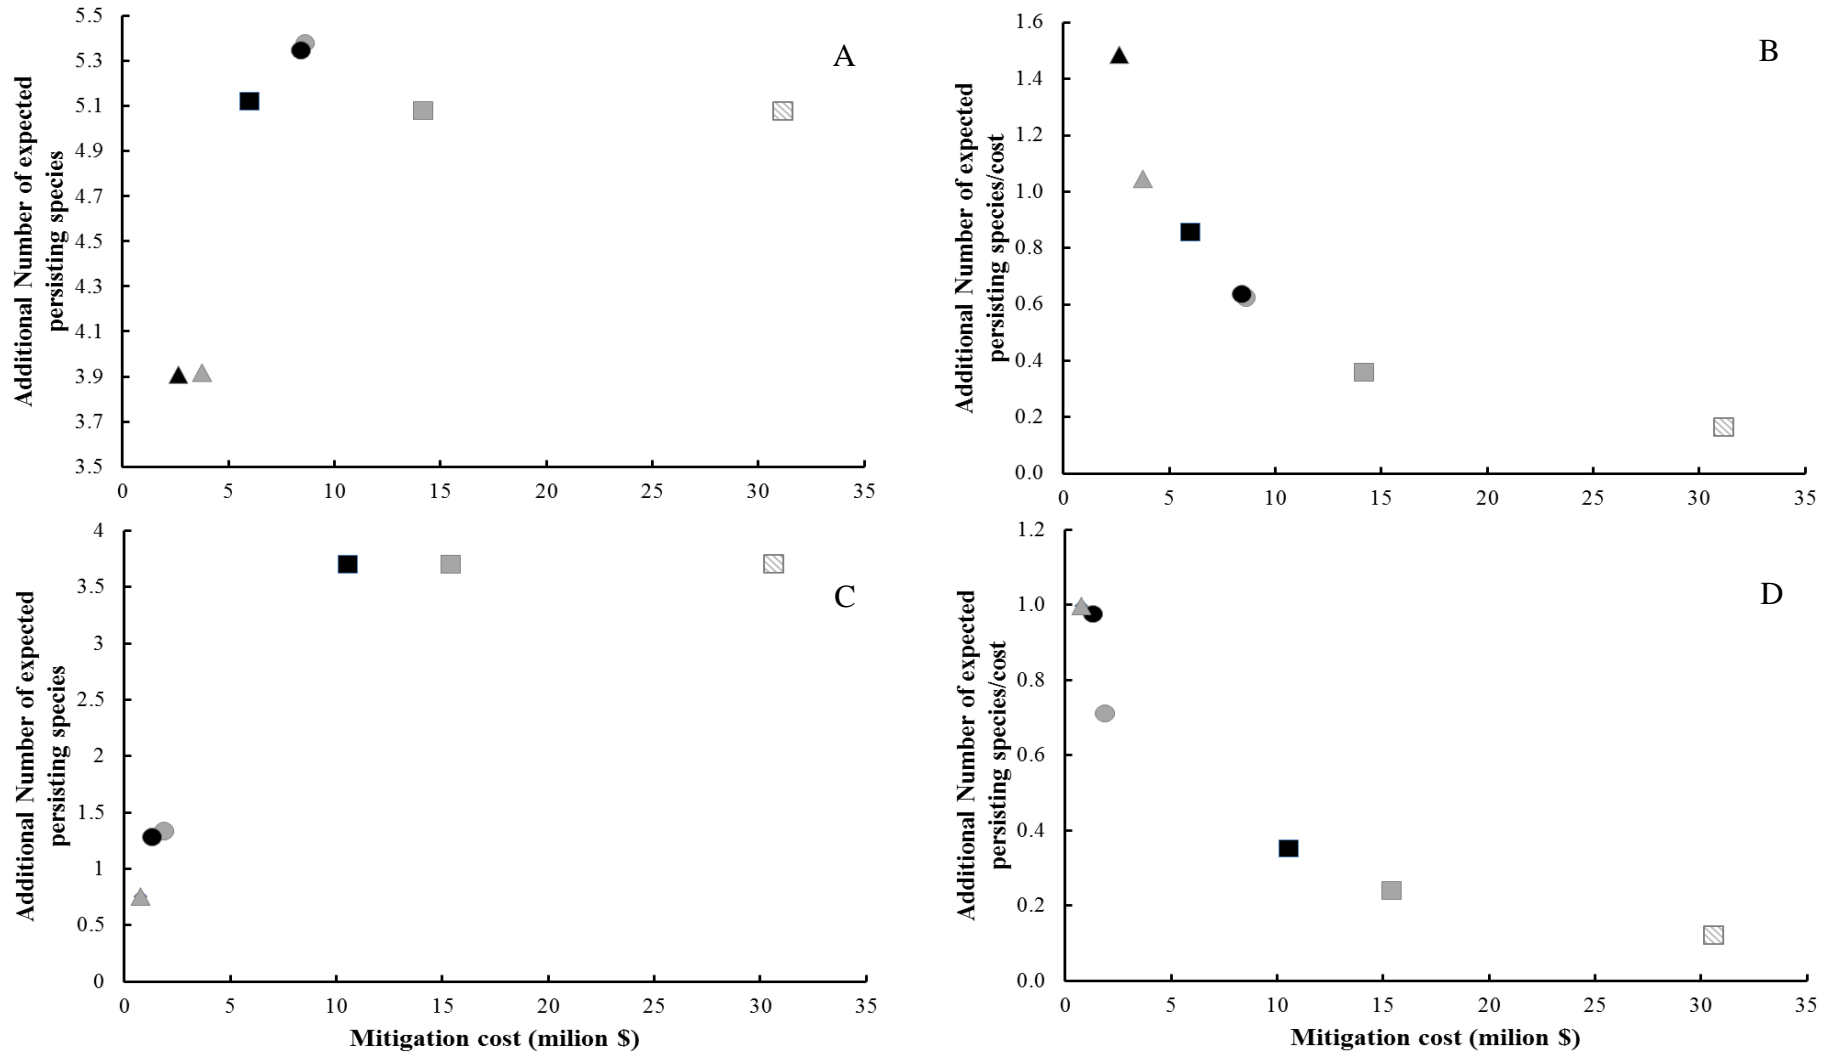 Additional Number of expected
persisting species
5.5
5.3
5.1
4.9
4.7
4.5
4.3
4.1
3.9
3.7
3.5
0 5 10 15 20 25 30 35
A
Additional Number of expected
persisting species/cost
1.6
1.4
1.2
1.0
0.8
0.6
0.4
0.2
0.0
0 5 10 15 20 25 30 35
B
Additional Number of expected
persisting species
4
3.5
3
2.5
2
1.5
1
0.5
0
0 5 10 15 20 25 30 35
C
Mitigation cost (milion $)
Additional Number of expected
persisting species/cost
1.2
1.0
0.8
0.6
0.4
0.2
0.0
0 5 10 15 20 25 30 35
D
Mitigation cost (milion $)